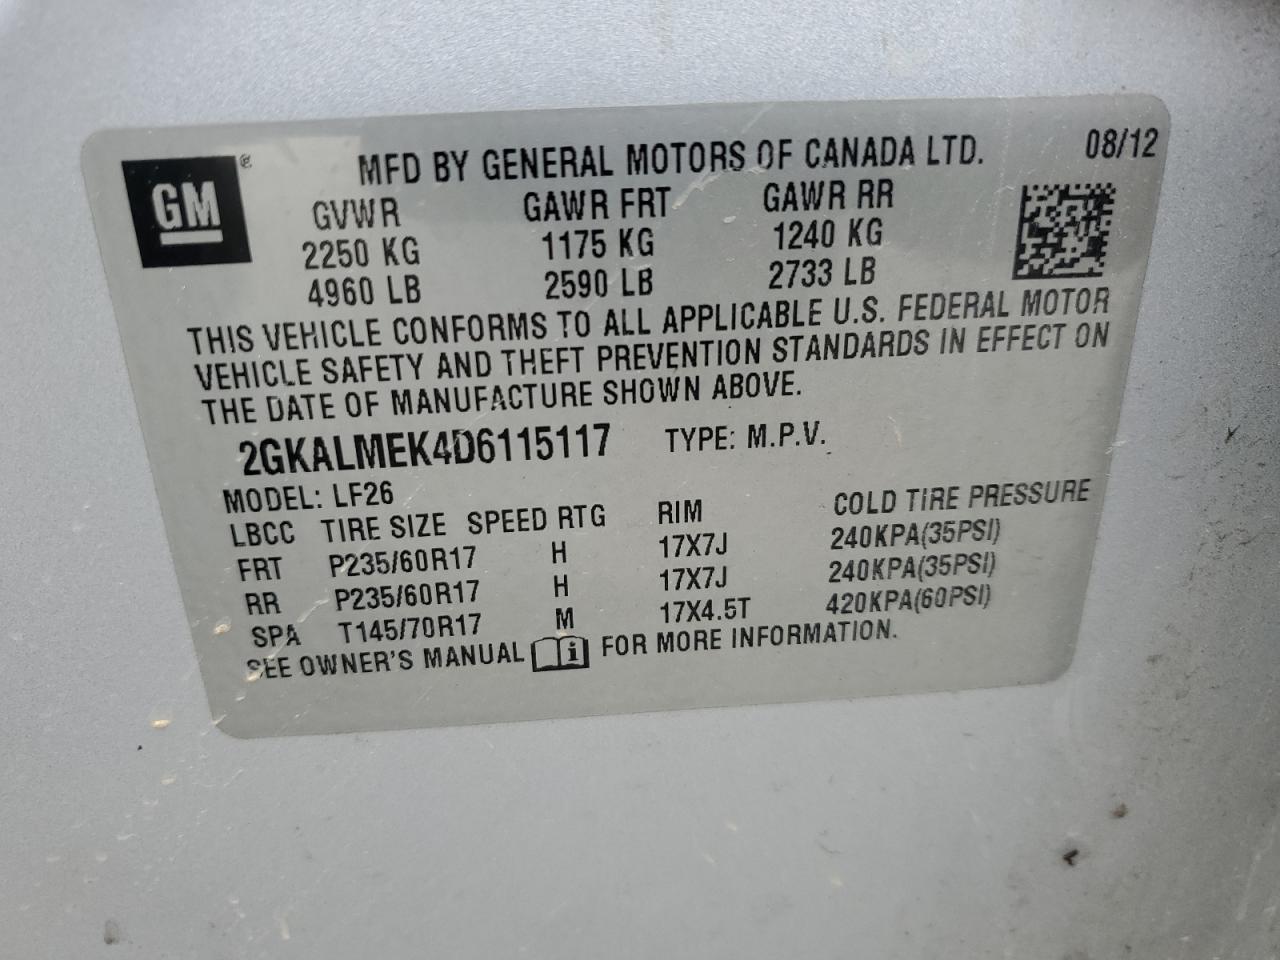 GM ®
MFD BY GENERAL MOTORS OF CANADA LTD. 08/12
GVWR GAWR FRT GAWR RR
2250 KG 1175 KG 1240 KG
4960 LB 2590 LB 2733 LB
THIS VEHICLE CONFORMS TO ALL APPLICABLE U.S. FEDERAL MOTOR
VEHICLE SAFETY AND THEFT PREVENTION STANDARDS IN EFFECT ON
THE DATE OF MANUFACTURE SHOWN ABOVE.
2GKALMEK4D6115117 TYPE: M.P.V.
MODEL: LF26
LBCC TIRE SIZE SPEED RTG RIM COLD TIRE PRESSURE
FRT P235/60R17 H 17X7J 240KPA(35PSI)
RR P235/60R17 H 17X7J 240KPA(35PSI)
SPA T145/70R17 M 17X4.5T 420KPA(60PSI)
SEE OWNER'S MANUAL i FOR MORE INFORMATION.